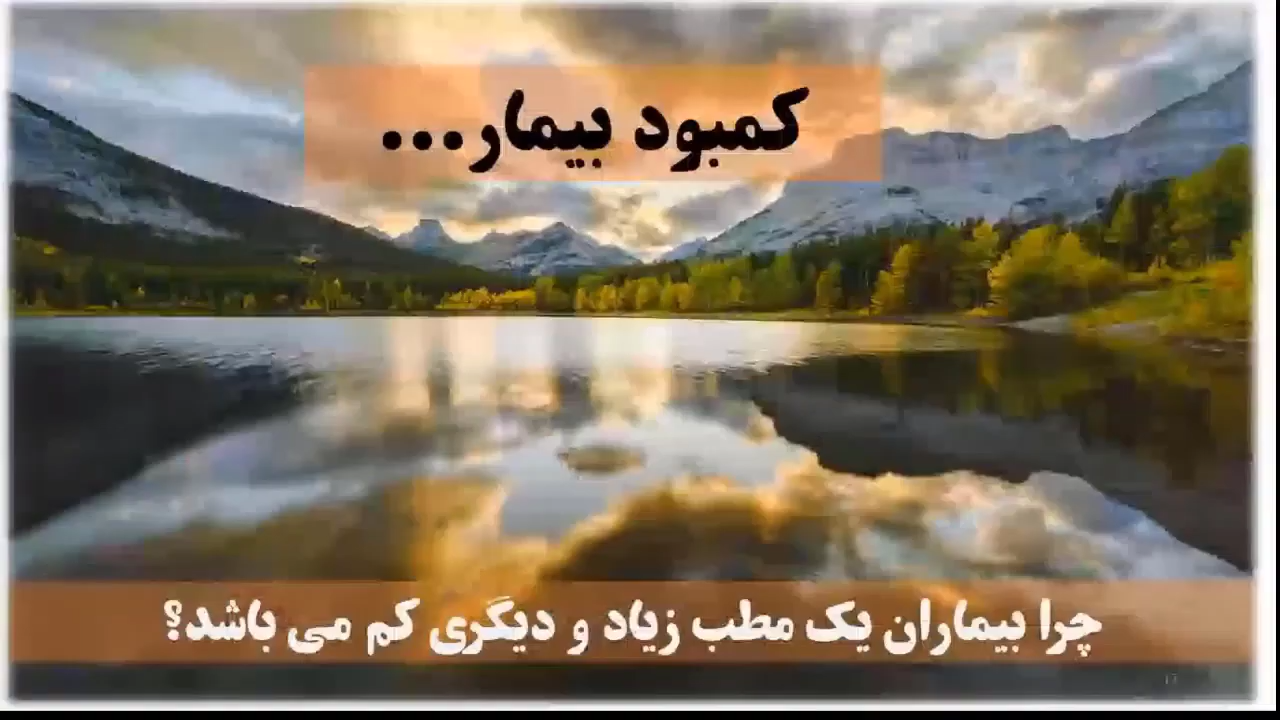 کمبود بیمار...
چرا بیماران یک مطب زیاد و دیگری کم می باشد؟